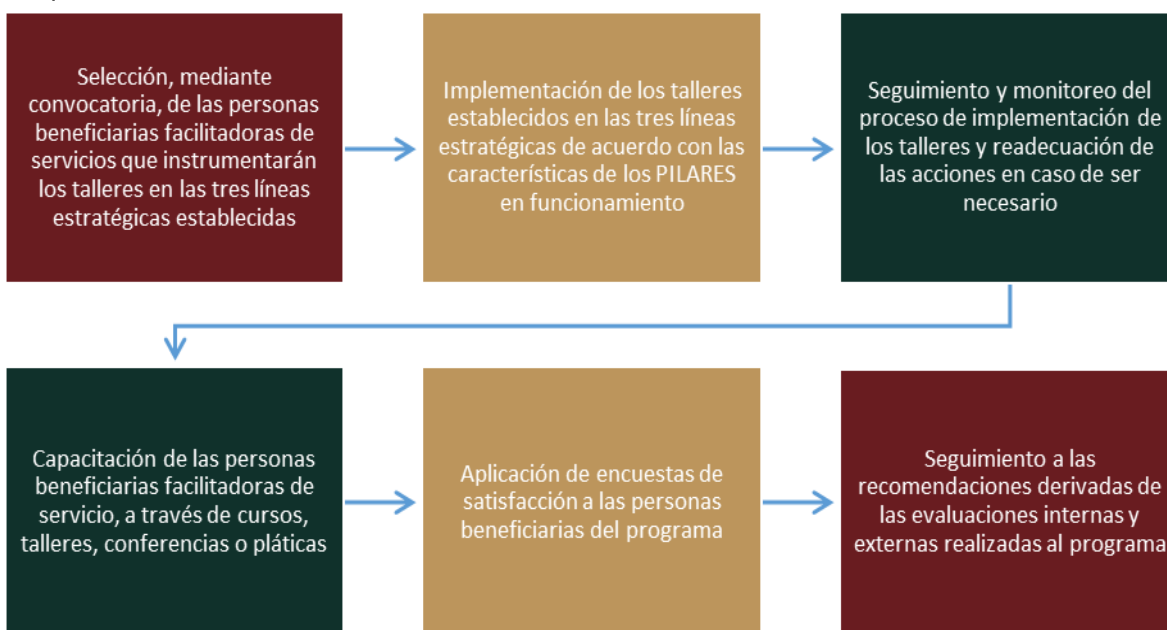 Selección, mediante
convocatoria, de las personas
beneficiarias facilitadoras de
servicios que instrumentarán
los talleres en las tres líneas
estratégicas establecidas
Implementación de los talleres
establecidos en las tres líneas
estratégicas de acuerdo con las
características de los PILARES
en funcionamiento
Seguimiento y monitoreo del
proceso de implementación de
los talleres y readecuación de
las acciones en caso de ser
necesario
Capacitación de las personas
beneficiarias facilitadoras de
servicio, a través de cursos,
talleres, conferencias o pláticas
Aplicación de encuestas de
satisfacción a las personas
beneficiarias del programa
Seguimiento a las
recomendaciones derivadas de
las evaluaciones internas y
externas realizadas al programa